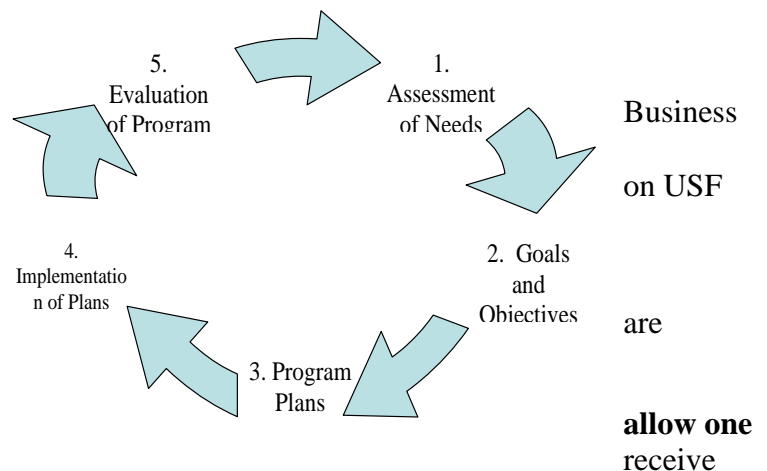 5.
Evaluation
of Program
1.
Assessment
of Needs
2. Goals
and
Objectives
3. Program
Plans
4.
Implementatio
n of Plans
Business
on USF
are
allow one
receive